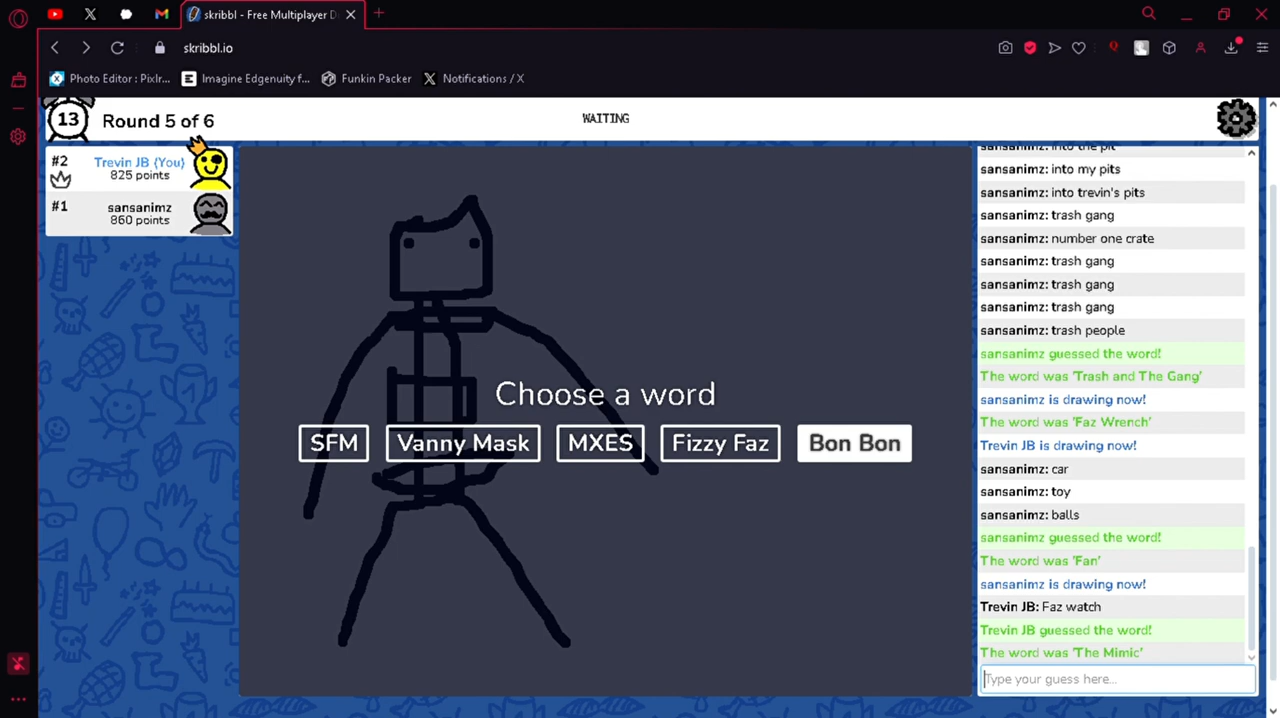 skribbl - Free Multiplayer D
skribbl.io
Photo Editor : Pixlr...
Imagine Edgenuity f...
Funkin Packer
Notifications / X
13
Round 5 of 6
WAITING
#2
Trevin JB (You)
825 points
#1
sansanimz
860 points
Choose a word
SFM
Vanny Mask
MXES
Fizzy Faz
Bon Bon
sansanimz: into the pit
sansanimz: into my pits
sansanimz: into trevin's pits
sansanimz: trash gang
sansanimz: number one crate
sansanimz: trash gang
sansanimz: trash gang
sansanimz: trash gang
sansanimz: trash people
sansanimz guessed the word!
The word was 'Trash and The Gang'
sansanimz is drawing now!
The word was 'Faz Wrench'
Trevin JB is drawing now!
sansanimz: car
sansanimz: toy
sansanimz: balls
sansanimz guessed the word!
The word was 'Fan'
sansanimz is drawing now!
Trevin JB: Faz watch
Trevin JB guessed the word!
The word was 'The Mimic'
Type your guess here...